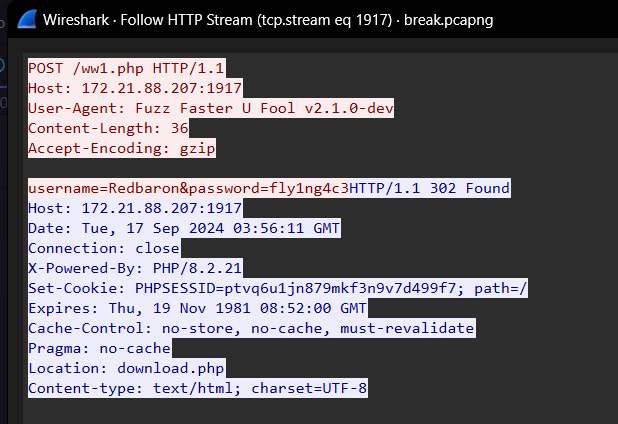 Wireshark · Follow HTTP Stream (tcp.stream eq 1917) · break.pcapng
POST /ww1.php HTTP/1.1
Host: 172.21.88.207:1917
User-Agent: Fuzz Faster U Fool v2.1.0-dev
Content-Length: 36
Accept-Encoding: gzip
username=Redbaron&password=fly1ng4c3HTTP/1.1 302 Found
Host: 172.21.88.207:1917
Date: Tue, 17 Sep 2024 03:56:11 GMT
Connection: close
X-Powered-By: PHP/8.2.21
Set-Cookie: PHPSESSID=ptvq6u1jn879mkf3n9v7d499f7; path=/
Expires: Thu, 19 Nov 1981 08:52:00 GMT
Cache-Control: no-store, no-cache, must-revalidate
Pragma: no-cache
Location: download.php
Content-type: text/html; charset=UTF-8